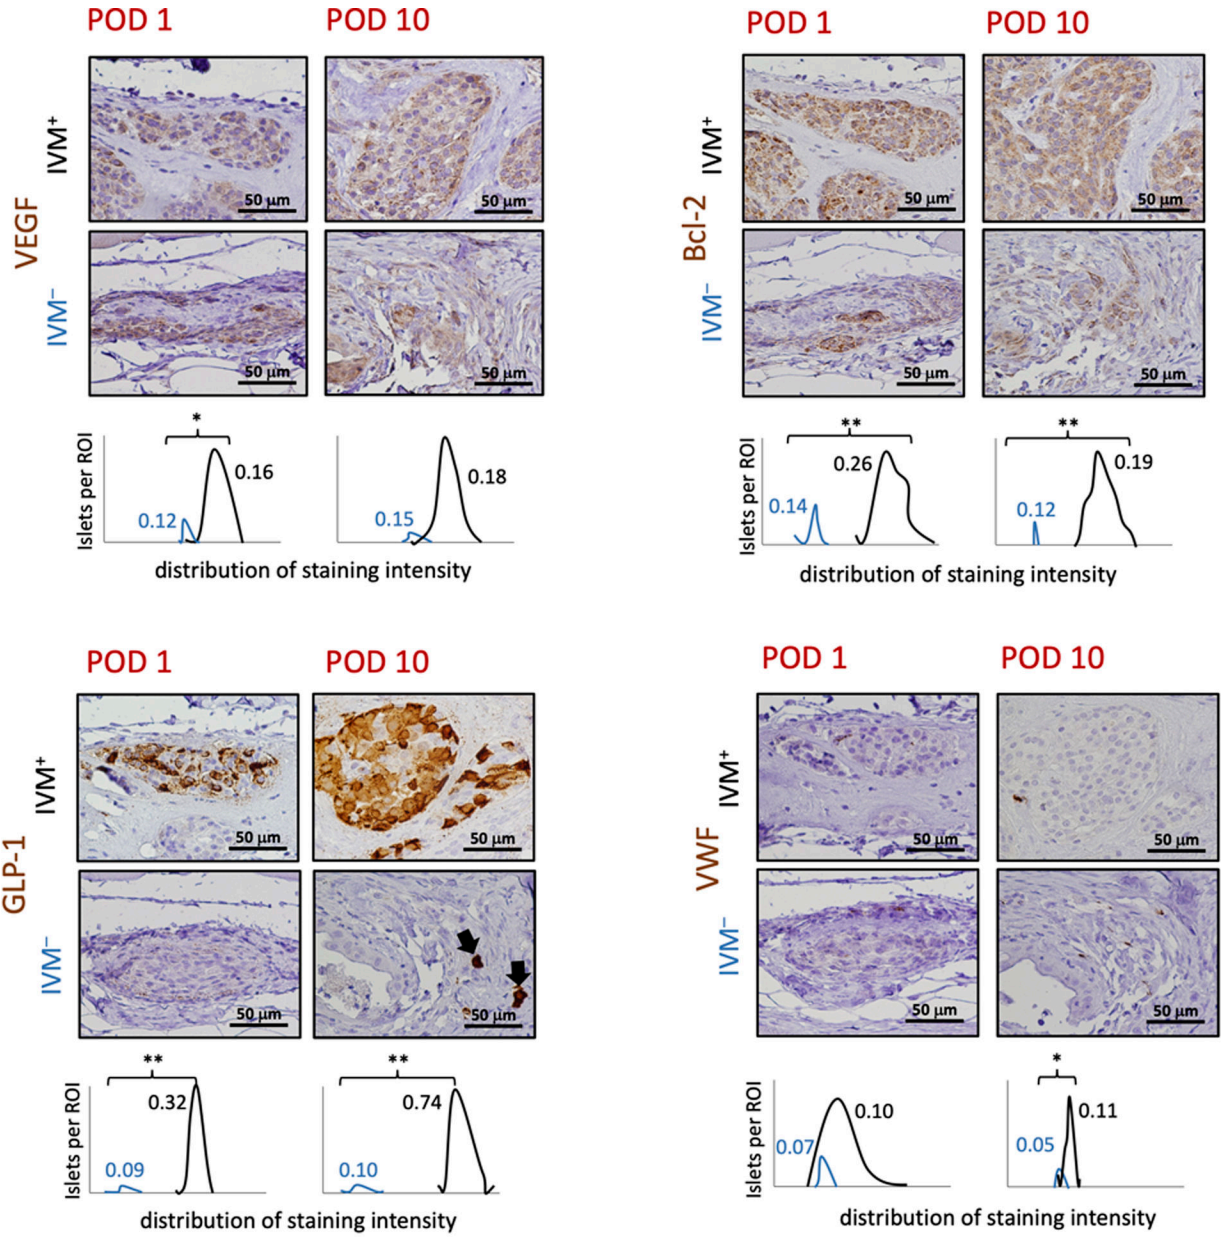 POD 1 POD 10
VEGF
IVM⁺
50 μm 50 μm
IVM⁻
50 μm 50 μm
*
Islets per ROI
0.12 0.16
0.15 0.18
distribution of staining intensity
POD 1 POD 10
Bcl-2
IVM⁺
50 μm 50 μm
IVM⁻
50 μm 50 μm
** **
Islets per ROI
0.14 0.26
0.12 0.19
distribution of staining intensity
POD 1 POD 10
GLP-1
IVM⁺
50 μm 50 μm
IVM⁻
50 μm 50 μm
** **
Islets per ROI
0.09 0.32
0.10 0.74
distribution of staining intensity
POD 1 POD 10
VWF
IVM⁺
50 μm 50 μm
IVM⁻
50 μm 50 μm
*
Islets per ROI
0.07 0.10
0.05 0.11
distribution of staining intensity